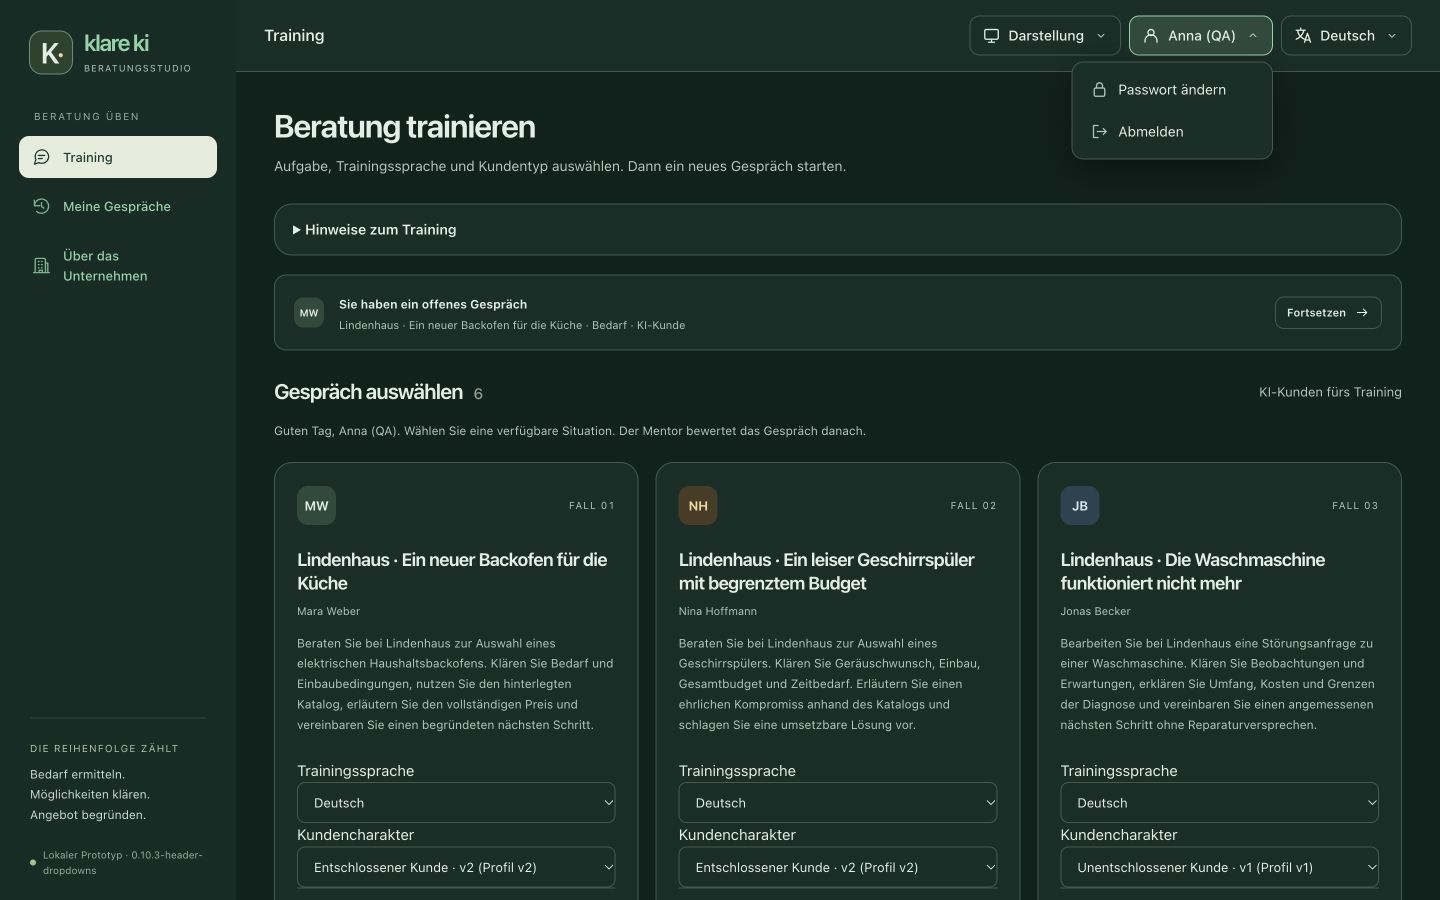 K·
klare ki
BERATUNGSSTUDIO
BERATUNG ÜBEN
Training
Meine Gespräche
Über das
Unternehmen
DIE REIHENFOLGE ZÄHLT
Bedarf ermitteln.
Möglichkeiten klären.
Angebot begründen.
Lokaler Prototyp · 0.10.3-header-
dropdowns
Training
Darstellung
Anna (QA)
Deutsch
Passwort ändern
Abmelden
Beratung trainieren
Aufgabe, Trainingssprache und Kundentyp auswählen. Dann ein neues Gespräch starten.
Hinweise zum Training
MW
Sie haben ein offenes Gespräch
Lindenhaus · Ein neuer Backofen für die Küche · Bedarf · KI-Kunde
Fortsetzen
Gespräch auswählen 6
KI-Kunden fürs Training
Guten Tag, Anna (QA). Wählen Sie eine verfügbare Situation. Der Mentor bewertet das Gespräch danach.
MW
FALL 01
Lindenhaus · Ein neuer Backofen für die
Küche
Mara Weber
Beraten Sie bei Lindenhaus zur Auswahl eines
elektrischen Haushaltsbackofens. Klären Sie Bedarf und
Einbaubedingungen, nutzen Sie den hinterlegten
Katalog, erläutern Sie den vollständigen Preis und
vereinbaren Sie einen begründeten nächsten Schritt.
Trainingssprache
Deutsch
Kundencharakter
Entschlossener Kunde · v2 (Profil v2)
NH
FALL 02
Lindenhaus · Ein leiser Geschirrspüler
mit begrenztem Budget
Nina Hoffmann
Beraten Sie bei Lindenhaus zur Auswahl eines
Geschirrspülers. Klären Sie Geräuschwunsch, Einbau,
Gesamtbudget und Zeitbedarf. Erläutern Sie einen
ehrlichen Kompromiss anhand des Katalogs und
schlagen Sie eine umsetzbare Lösung vor.
Trainingssprache
Deutsch
Kundencharakter
Entschlossener Kunde · v2 (Profil v2)
JB
FALL 03
Lindenhaus · Die Waschmaschine
funktioniert nicht mehr
Jonas Becker
Bearbeiten Sie bei Lindenhaus eine Störungsanfrage zu
einer Waschmaschine. Klären Sie Beobachtungen und
Erwartungen, erklären Sie Umfang, Kosten und Grenzen
der Diagnose und vereinbaren Sie einen angemessenen
nächsten Schritt ohne Reparaturversprechen.
Trainingssprache
Deutsch
Kundencharakter
Unentschlossener Kunde · v1 (Profil v1)